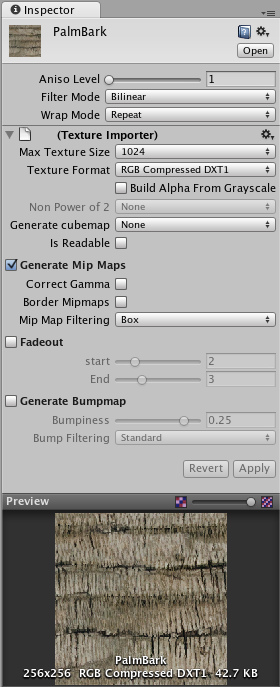 Inspector
PalmBark
Open
Aniso Level 1
Filter Mode Bilinear
Wrap Mode Repeat
(Texture Importer)
Max Texture Size 1024
Texture Format RGB Compressed DXT1
Build Alpha From Grayscale
Non Power of 2 None
Generate cubemap None
Is Readable
Generate Mip Maps
Correct Gamma
Border Mipmaps
Mip Map Filtering Box
Fadeout
start 2
End 3
Generate Bumpmap
Bumpiness 0.25
Bump Filtering Standard
Revert Apply
Preview
PalmBark
256x256 RGB Compressed DXT1 42.7 KB